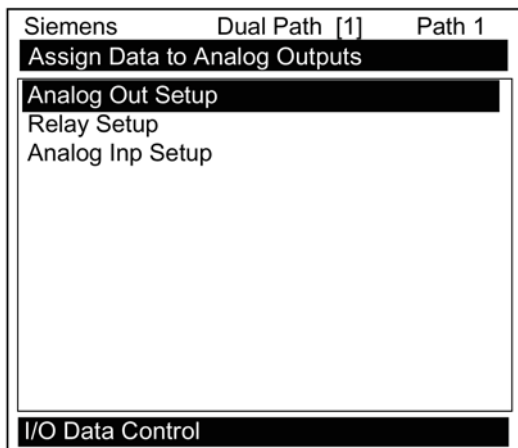 Siemens Dual Path [1] Path 1
Assign Data to Analog Outputs
Analog Out Setup
Relay Setup
Analog Inp Setup
I/O Data Control